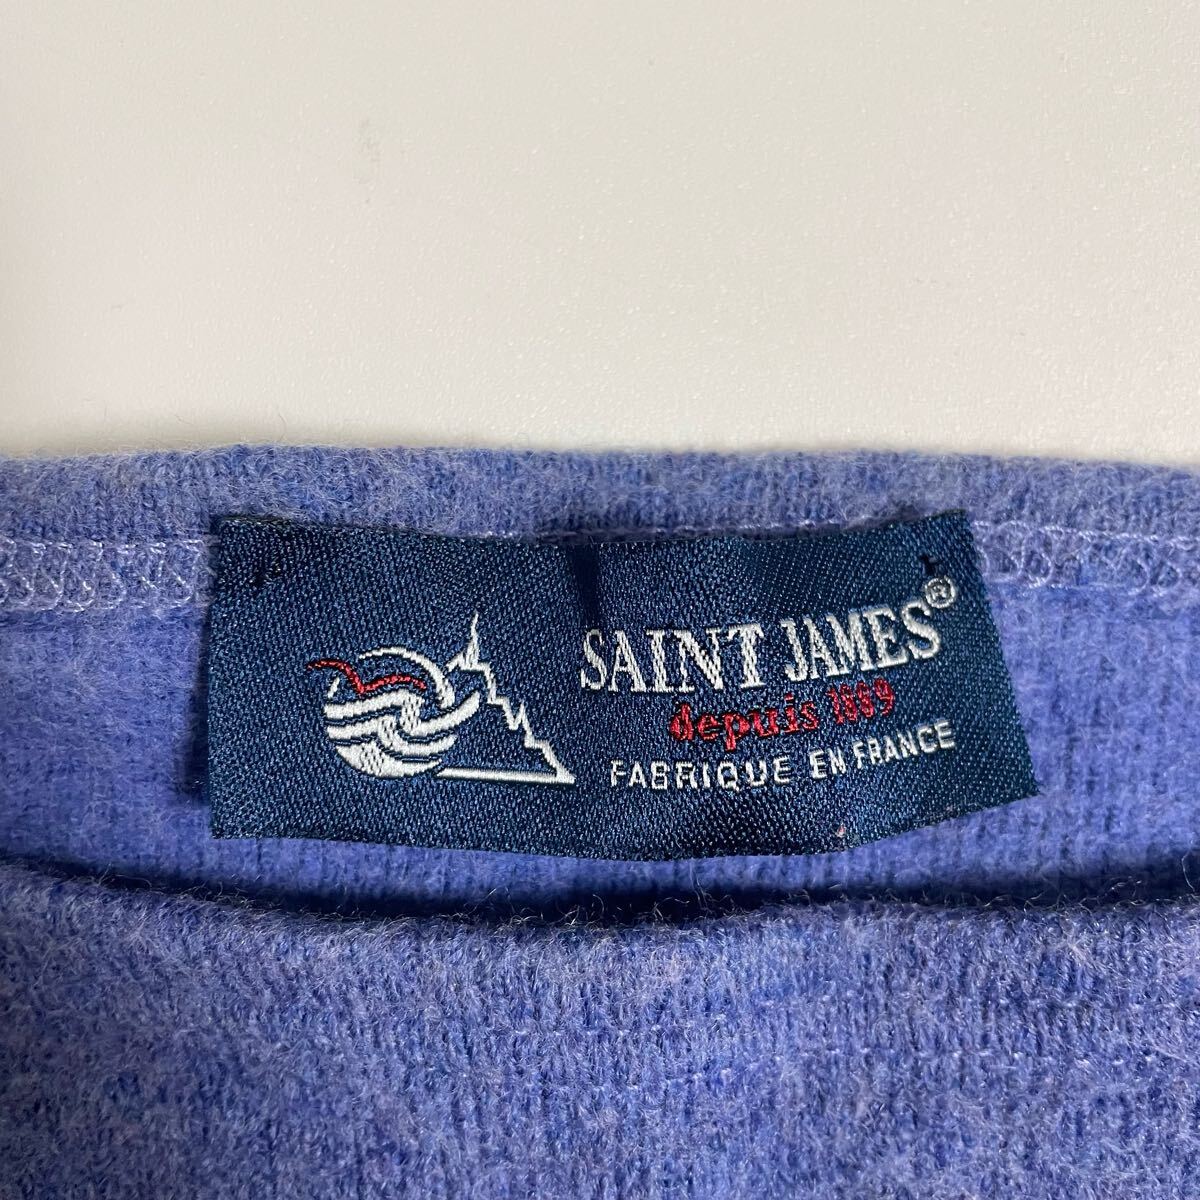 SAINT JAMES®
depuis 1889
FABRIQUE EN FRANCE